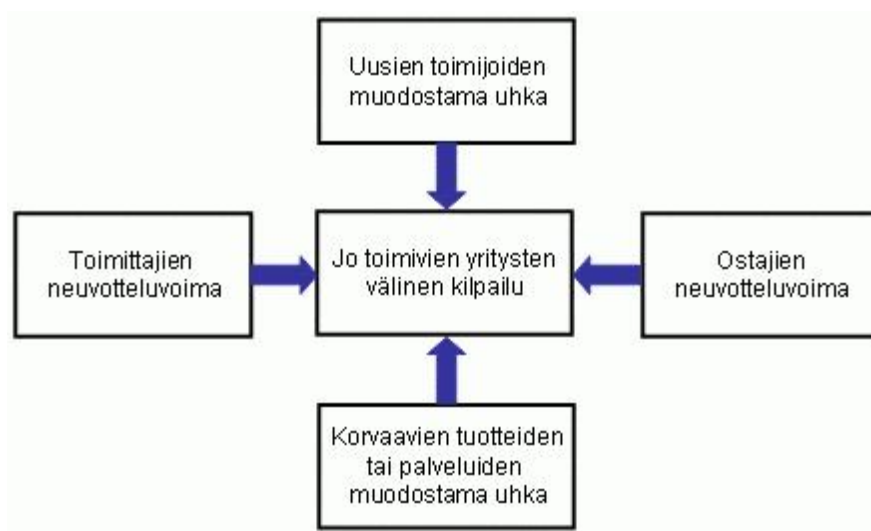 Uusien toimijoiden
muodostama uhka
Toimittajien
neuvotteluvoima
Jo toimivien yritysten
välinen kilpailu
Ostajien
neuvotteluvoima
Korvaavien tuotteiden
tai palveluiden
muodostama uhka